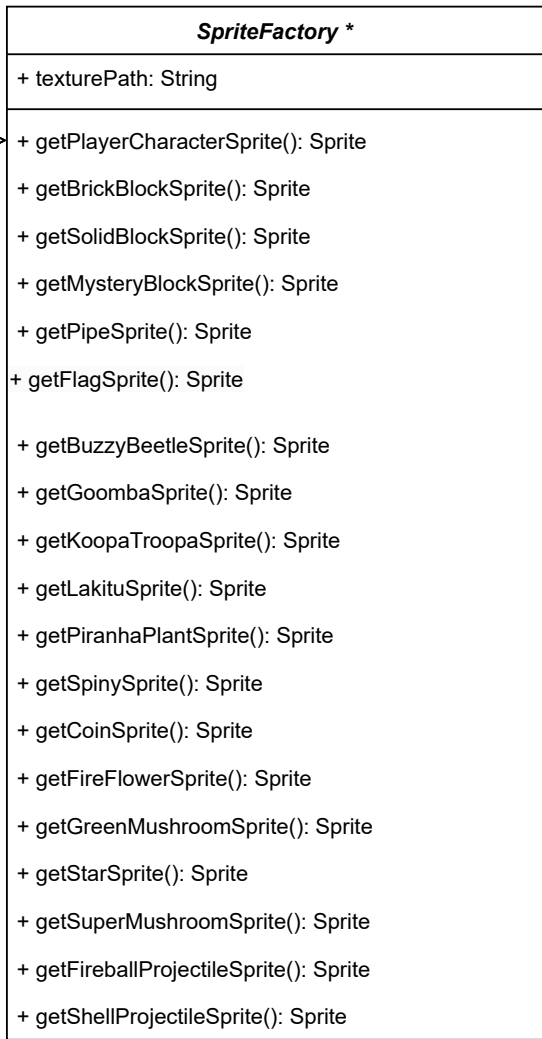 SpriteFactory *
+ texturePath: String
+ getPlayerCharacterSprite(): Sprite
+ getBrickBlockSprite(): Sprite
+ getSolidBlockSprite(): Sprite
+ getMysteryBlockSprite(): Sprite
+ getPipeSprite(): Sprite
+ getFlagSprite(): Sprite
+ getBuzzyBeetleSprite(): Sprite
+ getGoombaSprite(): Sprite
+ getKoopaTroopaSprite(): Sprite
+ getLakituSprite(): Sprite
+ getPiranhaPlantSprite(): Sprite
+ getSpinySprite(): Sprite
+ getCoinSprite(): Sprite
+ getFireFlowerSprite(): Sprite
+ getGreenMushroomSprite(): Sprite
+ getStarSprite(): Sprite
+ getSuperMushroomSprite(): Sprite
+ getFireballProjectileSprite(): Sprite
+ getShellProjectileSprite(): Sprite